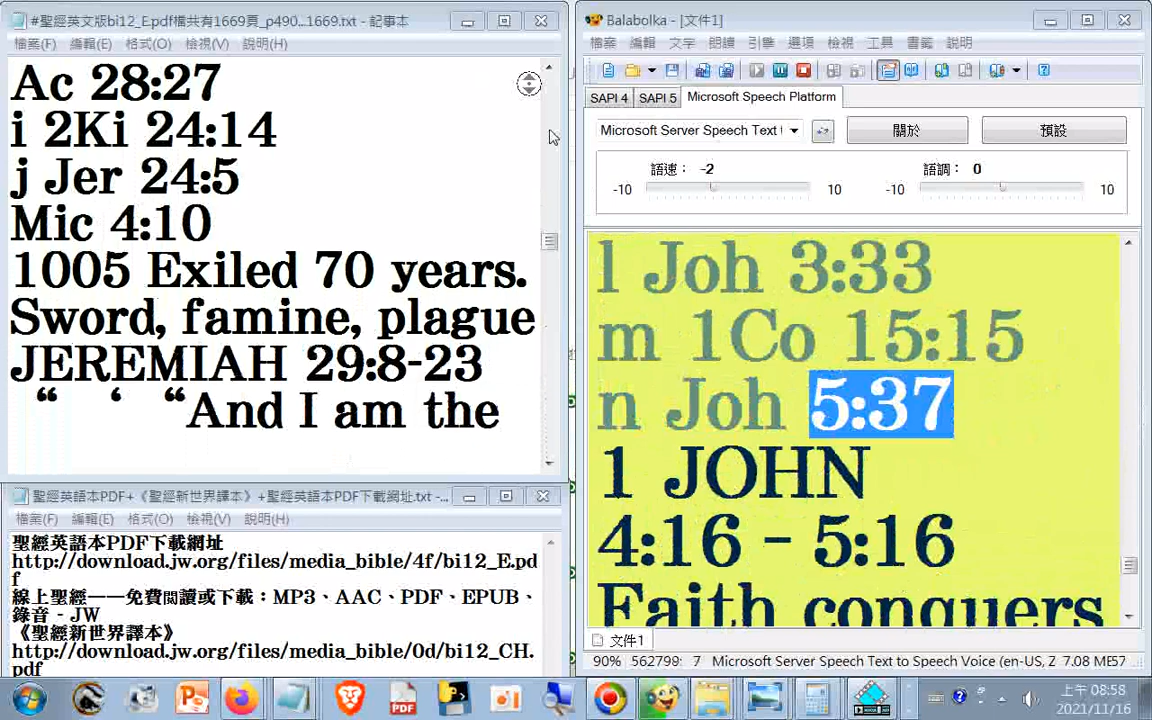 #聖經英文版bi12_Epdf檔共有1669頁_p490...1669.txt - 記事本
檔案(F) 編輯(E) 格式(O) 檢視(V) 說明(H)
Ac 28:27
i 2Ki 24:14
j Jer 24:5
Mic 4:10
1005 Exiled 70 years.
Sword, famine, plague
JEREMIAH 29:8-23
“ ‘ “And I am the
聖經英語本PDF+《聖經新世界譯本》+聖經英語本PDF下載網址.txt -...
檔案(F) 編輯(E) 格式(O) 檢視(V) 說明(H)
聖經英語本PDF下載網址
http://download.jw.org/files/media_bible/4f/bi12_E.pd
f
線上聖經——免費閱讀或下載：MP3、AAC、PDF、EPUB、
錄音 - JW
《聖經新世界譯本》
http://download.jw.org/files/media_bible/0d/bi12_CH.
pdf
Balabolka - [文件1]
檔案 編輯 文字 朗讀 引擎 選項 檢視 工具 書籤 說明
SAPI 4 SAPI 5 Microsoft Speech Platform
Microsoft Server Speech Text 關於 預設
語速： -2 語調： 0
-10 10 -10 10
l Joh 3:33
m 1Co 15:15
n Joh 5:37
1 JOHN
4:16 – 5:16
Faith conquers
文件1
90% 562799: 7 Microsoft Server Speech Text to Speech Voice (en-US, Z 7.08 ME57
PDF
上午 08:58
2021/11/16